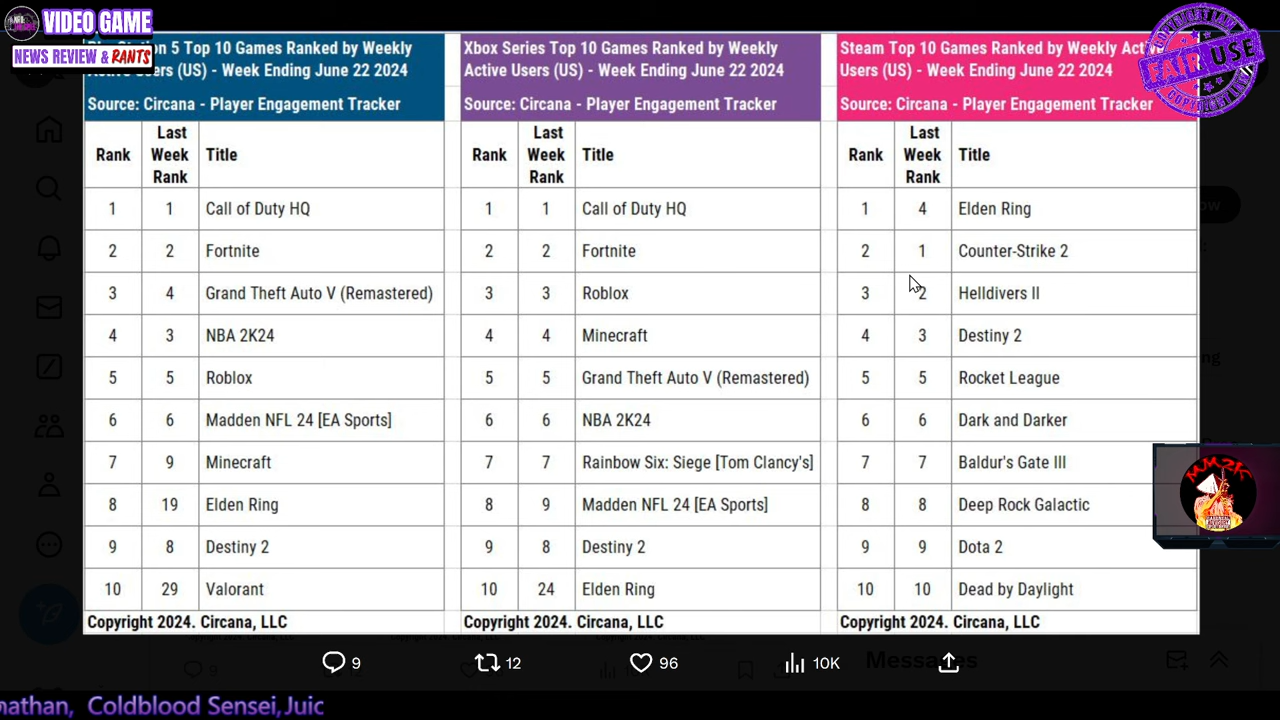 VIDEO GAME
NEWS REVIEW & RANTS
5 Top 10 Games Ranked by Weekly
Active Users (US) - Week Ending June 22 2024
Source: Circana - Player Engagement Tracker
Rank Last Week Rank Title
1 1 Call of Duty HQ
2 2 Fortnite
3 4 Grand Theft Auto V (Remastered)
4 3 NBA 2K24
5 5 Roblox
6 6 Madden NFL 24 [EA Sports]
7 9 Minecraft
8 19 Elden Ring
9 8 Destiny 2
10 29 Valorant
Copyright 2024. Circana, LLC
Xbox Series Top 10 Games Ranked by Weekly
Active Users (US) - Week Ending June 22 2024
Source: Circana - Player Engagement Tracker
Rank Last Week Rank Title
1 1 Call of Duty HQ
2 2 Fortnite
3 3 Roblox
4 4 Minecraft
5 5 Grand Theft Auto V (Remastered)
6 6 NBA 2K24
7 7 Rainbow Six: Siege [Tom Clancy's]
8 9 Madden NFL 24 [EA Sports]
9 8 Destiny 2
10 24 Elden Ring
Copyright 2024. Circana, LLC
Steam Top 10 Games Ranked by Weekly
Users (US) - Week Ending June 22 2024
Source: Circana - Player Engagement Tracker
Rank Last Week Rank Title
1 4 Elden Ring
2 1 Counter-Strike 2
3 2 Helldivers II
4 3 Destiny 2
5 5 Rocket League
6 6 Dark and Darker
7 7 Baldur's Gate III
8 8 Deep Rock Galactic
9 9 Dota 2
10 10 Dead by Daylight
Copyright 2024. Circana, LLC
FAIR USE
MM2K
9 12 96 10K
Messages
nathan, Coldblood Sensei,Juic